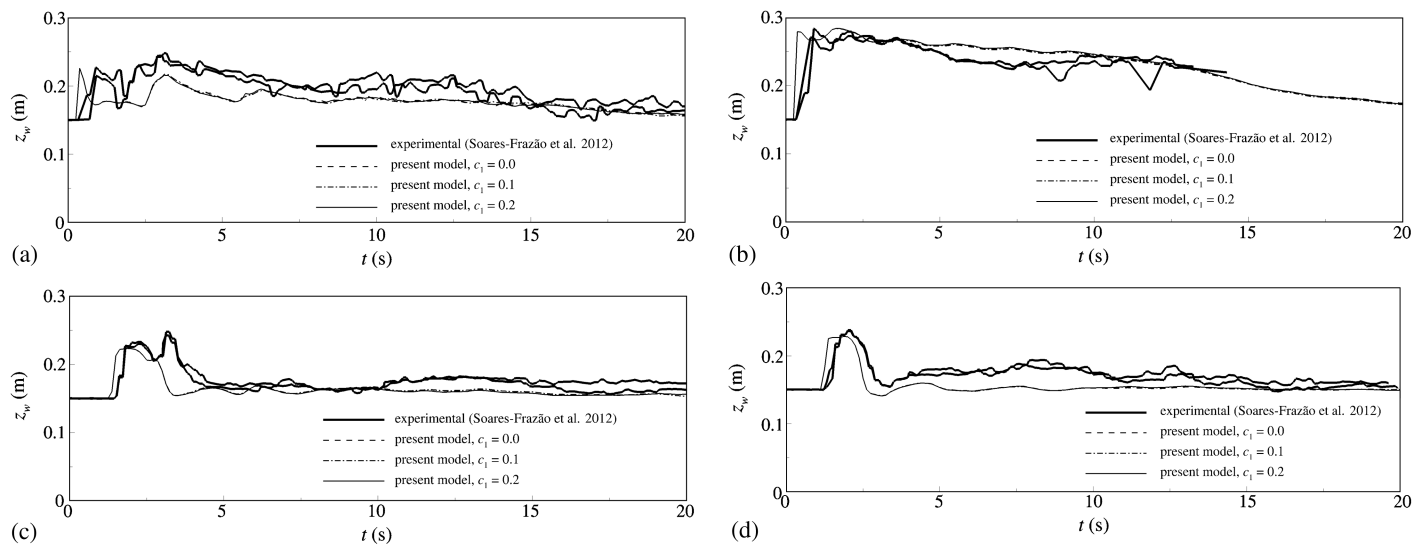 0.3
0.2
0.1
0
z_w (m)
experimental (Soares-Frazão et al. 2012)
present model, c_1 = 0.0
present model, c_1 = 0.1
present model, c_1 = 0.2
0 5 10 15 20
t (s)
(a)
0.3
0.2
0.1
0
z_w (m)
experimental (Soares-Frazão et al. 2012)
present model, c_1 = 0.0
present model, c_1 = 0.1
present model, c_1 = 0.2
0 5 10 15 20
t (s)
(b)
0.3
0.2
0.1
0
z_w (m)
experimental (Soares-Frazão et al. 2012)
present model, c_1 = 0.0
present model, c_1 = 0.1
present model, c_1 = 0.2
0 5 10 15 20
t (s)
(c)
0.3
0.2
0.1
0
z_w (m)
experimental (Soares-Frazão et al. 2012)
present model, c_1 = 0.0
present model, c_1 = 0.1
present model, c_1 = 0.2
0 5 10 15 20
t (s)
(d)